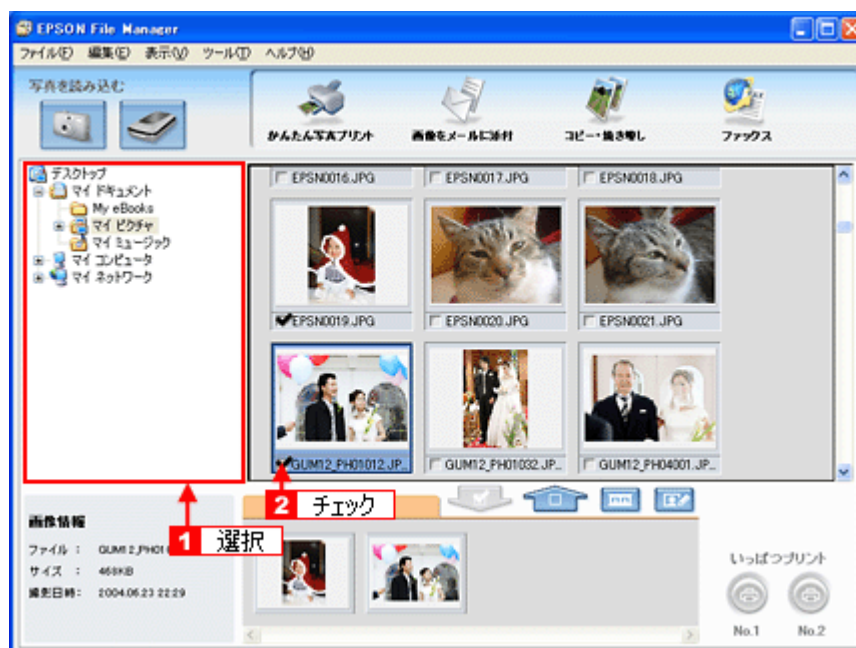 EPSON File Manager
ファイル(F) 編集(E) 表示(V) ツール(T) ヘルプ(H)
写真を読み込む
かんたん写真プリント 画像をメールに添付 コピー・焼き増し ファックス
デスクトップ
マイ ドキュメント
My eBooks
マイ ピクチャ
マイ ミュージック
マイ コンピュータ
マイ ネットワーク
EPSN0016.JPG EPSN0017.JPG EPSN0018.JPG
EPSN0019.JPG EPSN0020.JPG EPSN0021.JPG
GUM12_PH01012.JP... GUM12_PH01032.JP... GUM12_PH04001.JP...
2 チェック
1 選択
画像情報
ファイル : GUM12_PH01
サイズ : 468KB
撮影日時: 2004.06.23 22:29
いっぱつプリント
No.1 No.2